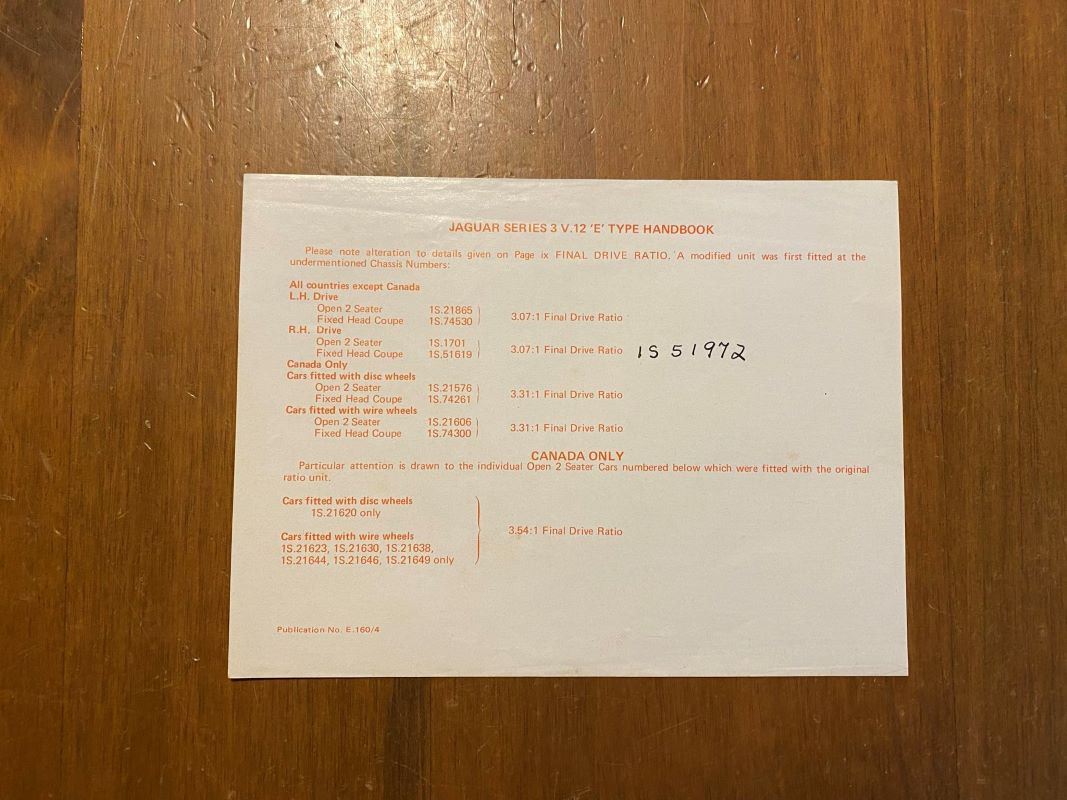 JAGUAR SERIES 3 V.12 'E' TYPE HANDBOOK
Please note alteration to details given on Page ix FINAL DRIVE RATIO. A modified unit was first fitted at the
undermentioned Chassis Numbers:
All countries except Canada
L.H. Drive
Open 2 Seater 1S.21865
Fixed Head Coupe 1S.74530
3.07:1 Final Drive Ratio
R.H. Drive
Open 2 Seater 1S.1701
Fixed Head Coupe 1S.51619
3.07:1 Final Drive Ratio 1S 51972
Canada Only
Cars fitted with disc wheels
Open 2 Seater 1S.21576
Fixed Head Coupe 1S.74261
3.31:1 Final Drive Ratio
Cars fitted with wire wheels
Open 2 Seater 1S.21606
Fixed Head Coupe 1S.74300
3.31:1 Final Drive Ratio
CANADA ONLY
Particular attention is drawn to the individual Open 2 Seater Cars numbered below which were fitted with the original
ratio unit.
Cars fitted with disc wheels
1S.21620 only
Cars fitted with wire wheels
1S.21623, 1S.21630, 1S.21638,
1S.21644, 1S.21646, 1S.21649 only
3.54:1 Final Drive Ratio
Publication No. E.160/4